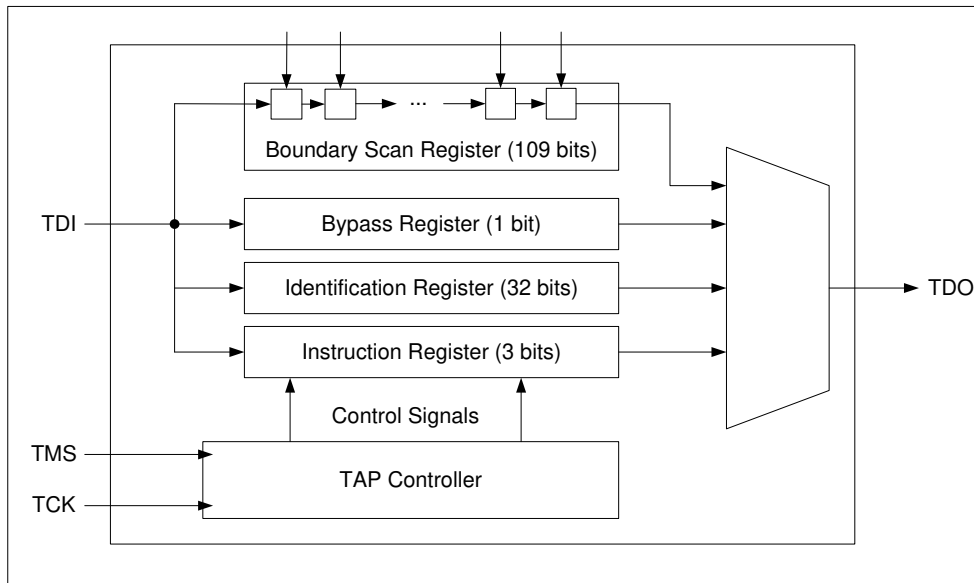 ...
Boundary Scan Register (109 bits)
TDI
Bypass Register (1 bit)
Identification Register (32 bits)
TDO
Instruction Register (3 bits)
Control Signals
TMS
TAP Controller
TCK